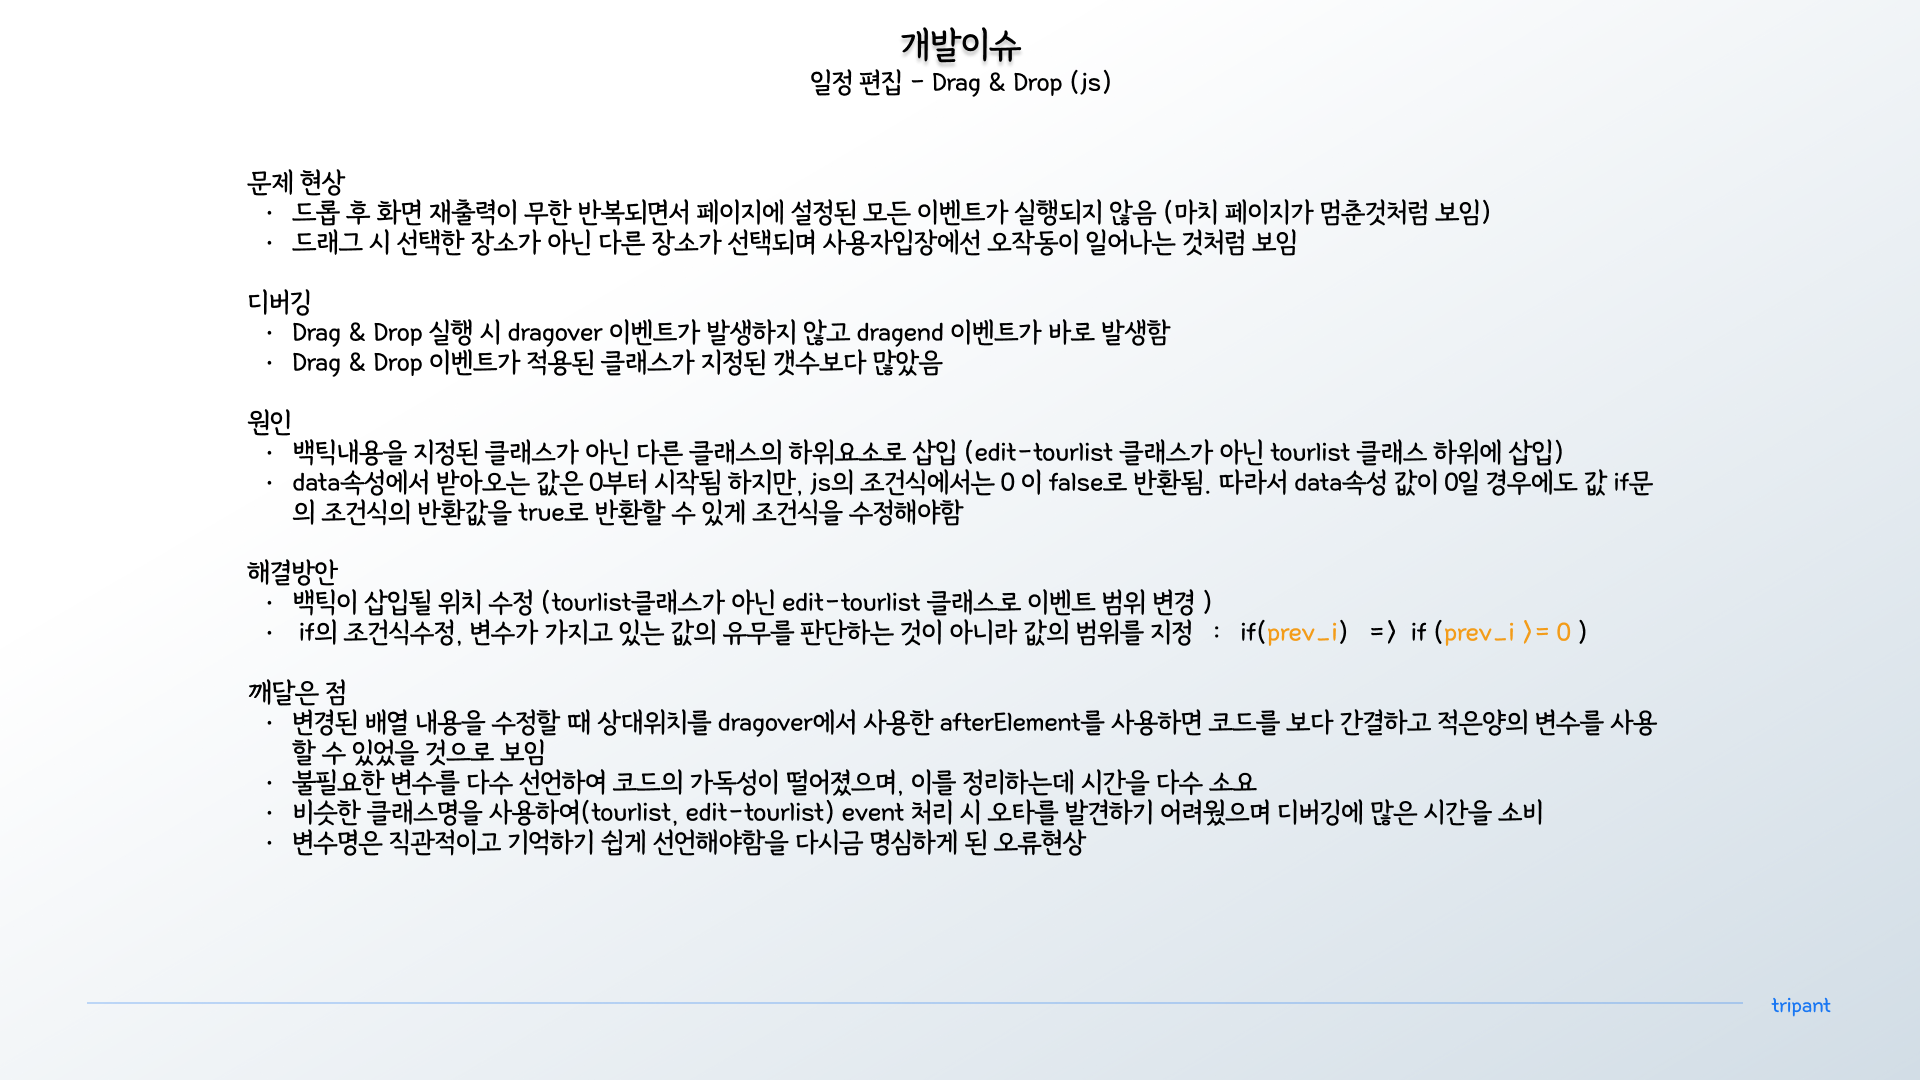 개발이슈
일정 편집 - Drag & Drop (js)
문제 현상
· 드롭 후 화면 재출력이 무한 반복되면서 페이지에 설정된 모든 이벤트가 실행되지 않음 (마치 페이지가 멈춘것처럼 보임)
· 드래그 시 선택한 장소가 아닌 다른 장소가 선택되며 사용자입장에선 오작동이 일어나는 것처럼 보임
디버깅
· Drag & Drop 실행 시 dragover 이벤트가 발생하지 않고 dragend 이벤트가 바로 발생함
· Drag & Drop 이벤트가 적용된 클래스가 지정된 갯수보다 많았음
원인
· 백틱내용을 지정된 클래스가 아닌 다른 클래스의 하위요소로 삽입 (edit-tourlist 클래스가 아닌 tourlist 클래스 하위에 삽입)
· data속성에서 받아오는 값은 0부터 시작됨 하지만, js의 조건식에서는 0 이 false로 반환됨. 따라서 data속성 값이 0일 경우에도 값 if문
의 조건식의 반환값을 true로 반환할 수 있게 조건식을 수정해야함
해결방안
· 백틱이 삽입될 위치 수정 (tourlist클래스가 아닌 edit-tourlist 클래스로 이벤트 범위 변경 )
· if의 조건식수정, 변수가 가지고 있는 값의 유무를 판단하는 것이 아니라 값의 범위를 지정 : if(prev_i) => if (prev_i >= 0 )
깨달은 점
· 변경된 배열 내용을 수정할 때 상대위치를 dragover에서 사용한 afterElement를 사용하면 코드를 보다 간결하고 적은양의 변수를 사용
할 수 있었을 것으로 보임
· 불필요한 변수를 다수 선언하여 코드의 가독성이 떨어졌으며, 이를 정리하는데 시간을 다수 소요
· 비슷한 클래스명을 사용하여(tourlist, edit-tourlist) event 처리 시 오타를 발견하기 어려웠으며 디버깅에 많은 시간을 소비
· 변수명은 직관적이고 기억하기 쉽게 선언해야함을 다시금 명심하게 된 오류현상
tripant